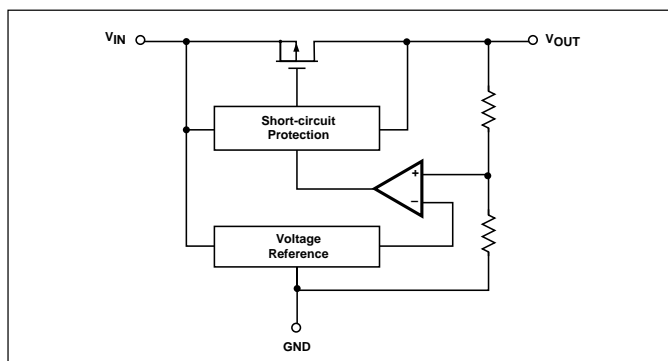 VIN
VOUT
Short-circuit
Protection
+
–
Voltage
Reference
GND